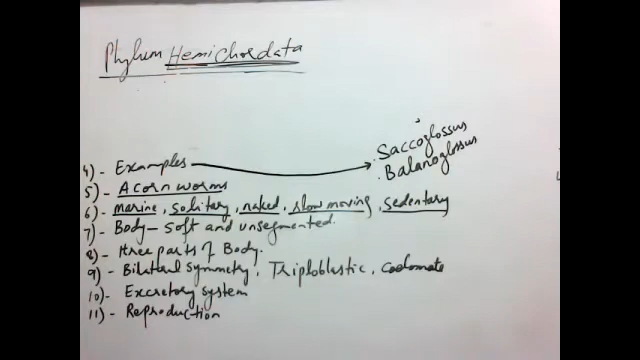 Phylum Hemichordata
4)- Examples → . Saccoglossus
. Balanoglossus
5)- Acorn worms
6)- marine, solitary, naked, slow moving, sedentary
7)- Body - soft and unsegmented.
8)- three parts of Body.
9)- Bilateral symmetry, Triploblastic, coelomate
10)- Excretory system
11)- Reproduction